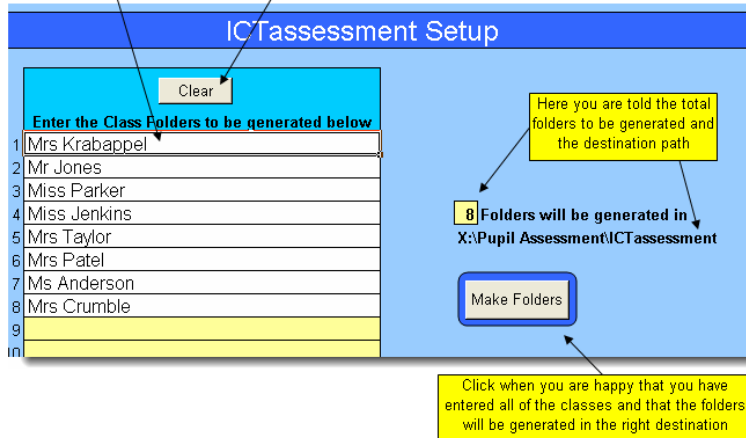 ICTassessment Setup
Clear
Enter the Class Folders to be generated below
1 Mrs Krabappel
2 Mr Jones
3 Miss Parker
4 Miss Jenkins
5 Mrs Taylor
6 Mrs Patel
7 Ms Anderson
8 Mrs Crumble
9
10
Here you are told the total
folders to be generated and
the destination path
8 Folders will be generated in
X:\Pupil Assessment\ICTassessment
Make Folders
Click when you are happy that you have
entered all of the classes and that the folders
will be generated in the right destination